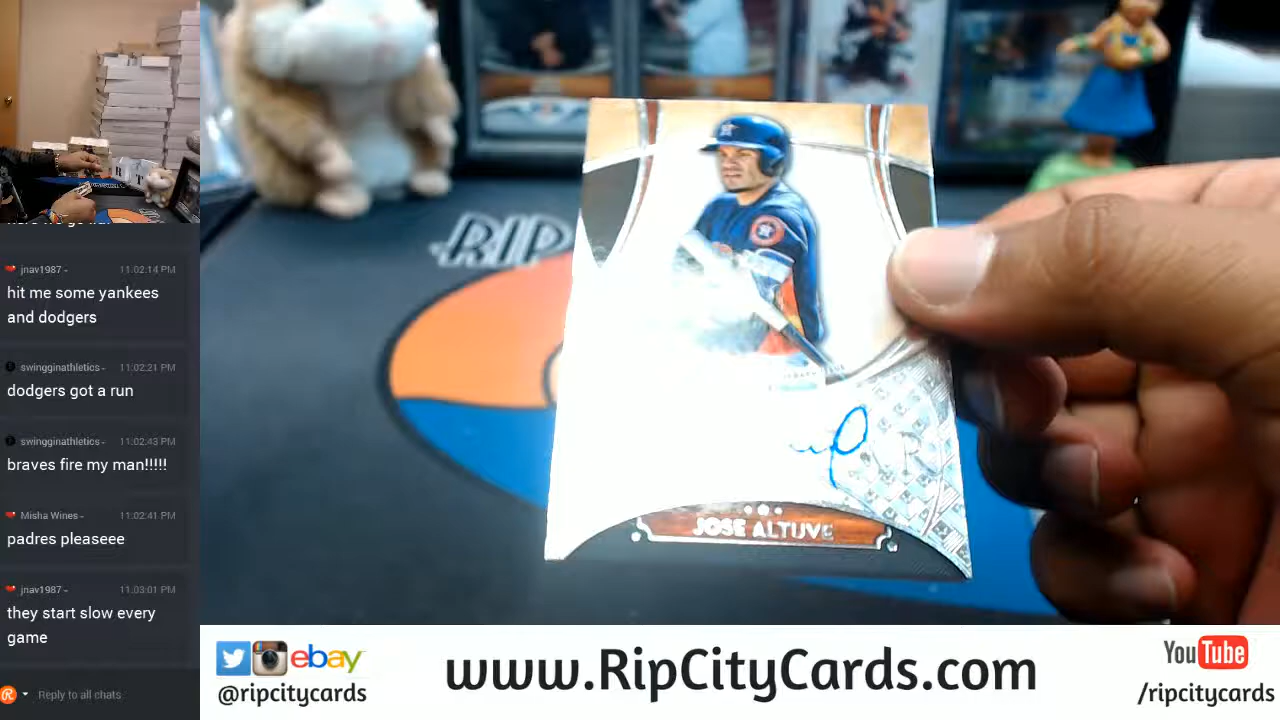 jnav1987 -
11:02:14 PM
hit me some yankees
and dodgers
swingginathletics -
11:02:21 PM
dodgers got a run
swingginathletics -
11:02:43 PM
braves fire my man!!!!!
Misha Wines -
11:02:41 PM
padres pleaseee
jnav1987 -
11:03:01 PM
they start slow every
game
Reply to all chats
RIP
JOSE ALTUVE
ebay
@ripcitycards
www.RipCityCards.com
YouTube
/ripcitycards